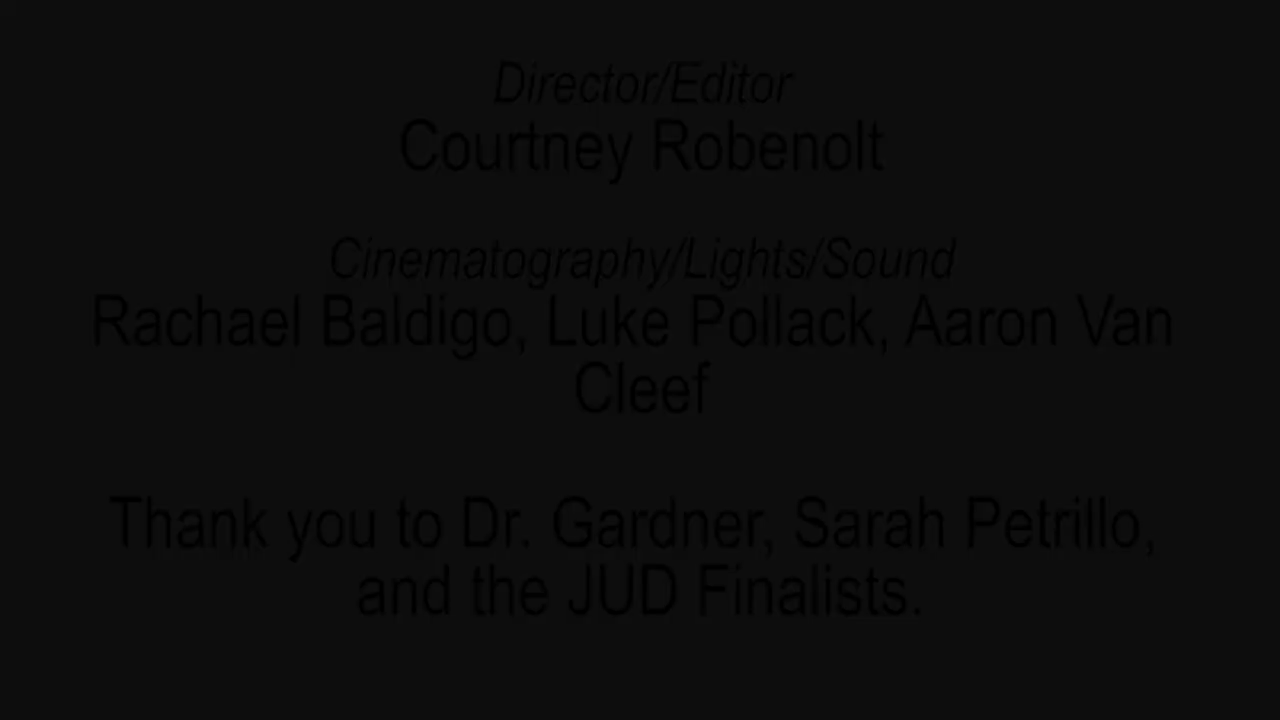 Director/Editor
Courtney Robenolt
Cinematography/Lights/Sound
Rachael Baldigo, Luke Pollack, Aaron Van
Cleef
Thank you to Dr. Gardner, Sarah Petrillo,
and the JUD Finalists.